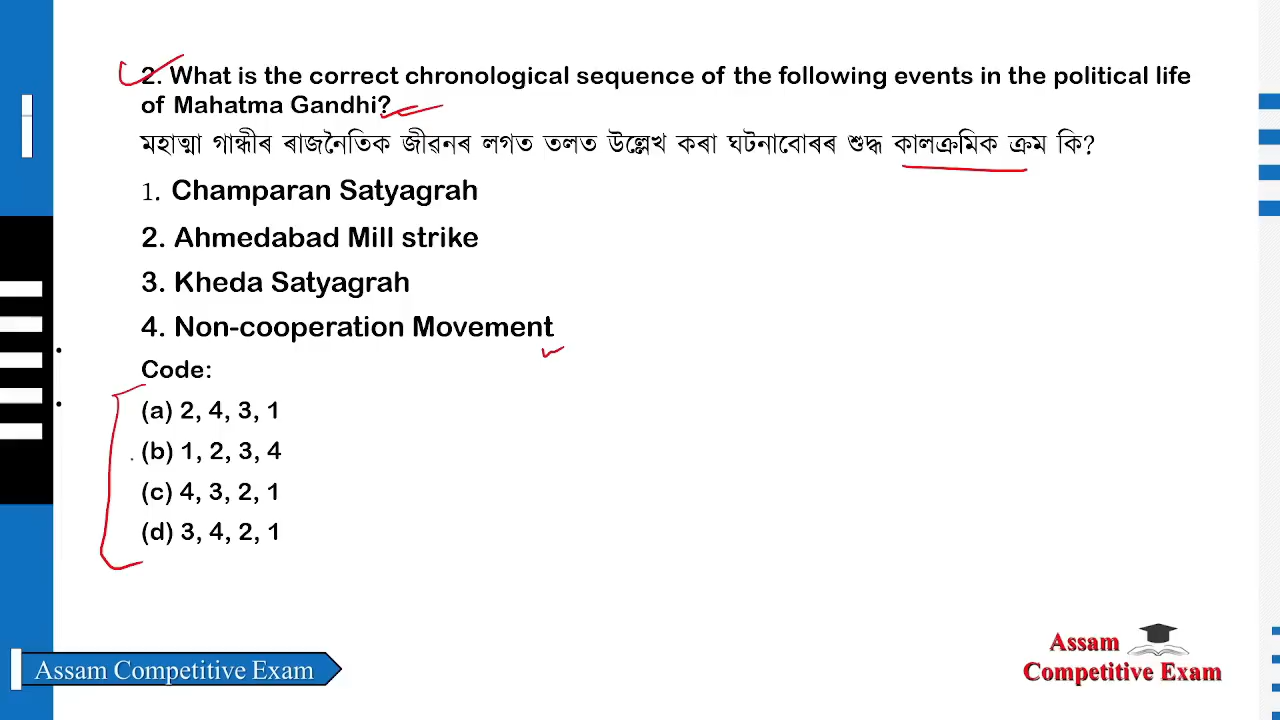 2. What is the correct chronological sequence of the following events in the political life
of Mahatma Gandhi?
মহাত্মা গান্ধীৰ ৰাজনৈতিক জীৱনৰ লগত তলত উল্লেখ কৰা ঘটনাবোৰৰ শুদ্ধ কালক্ৰমিক ক্ৰম কি?
1. Champaran Satyagrah
2. Ahmedabad Mill strike
3. Kheda Satyagrah
4. Non-cooperation Movement
Code:
(a) 2, 4, 3, 1
(b) 1, 2, 3, 4
(c) 4, 3, 2, 1
(d) 3, 4, 2, 1
Assam Competitive Exam
Assam
Competitive Exam